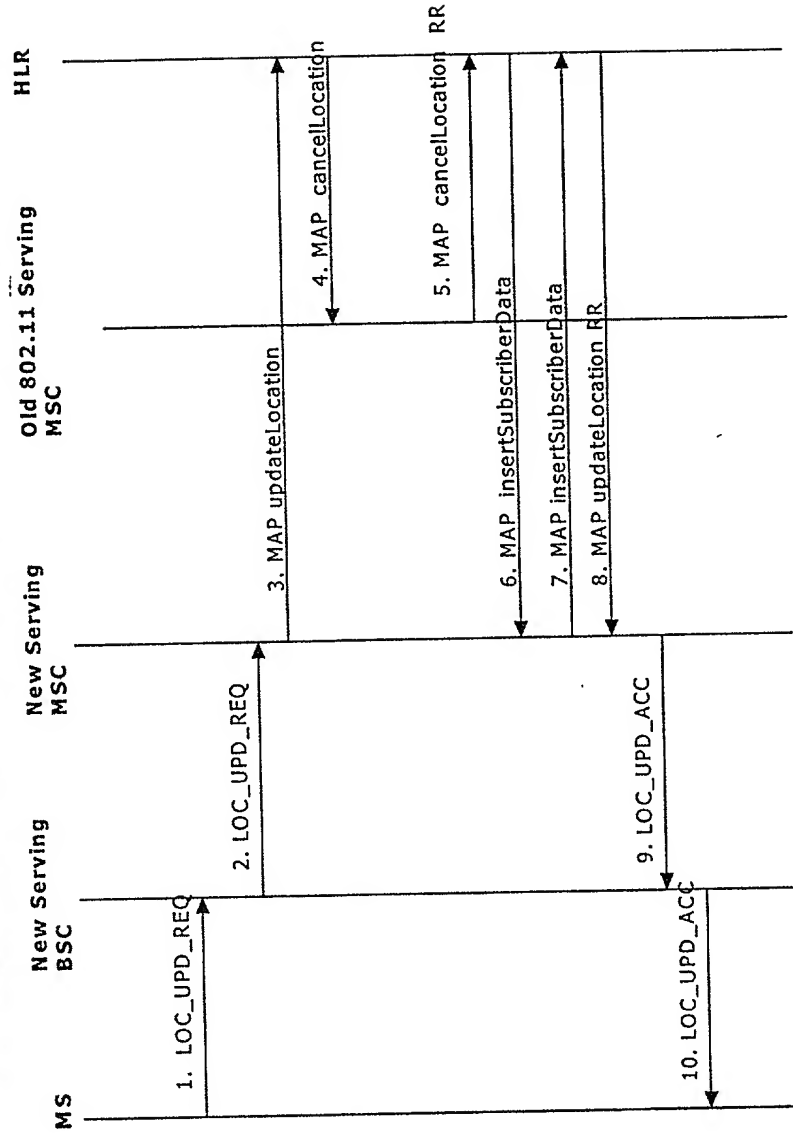 MS
New Serving
BSC
New Serving
MSC
Old 802.11 Serving
MSC
HLR
1. LOC_UPD_REQ
2. LOC_UPD_REQ
3. MAP updateLocation
4. MAP cancelLocation
5. MAP cancelLocation RR
6. MAP insertSubscriberData
7. MAP insertSubscriberData
8. MAP updateLocation RR
9. LOC_UPD_ACC
10. LOC_UPD_ACC